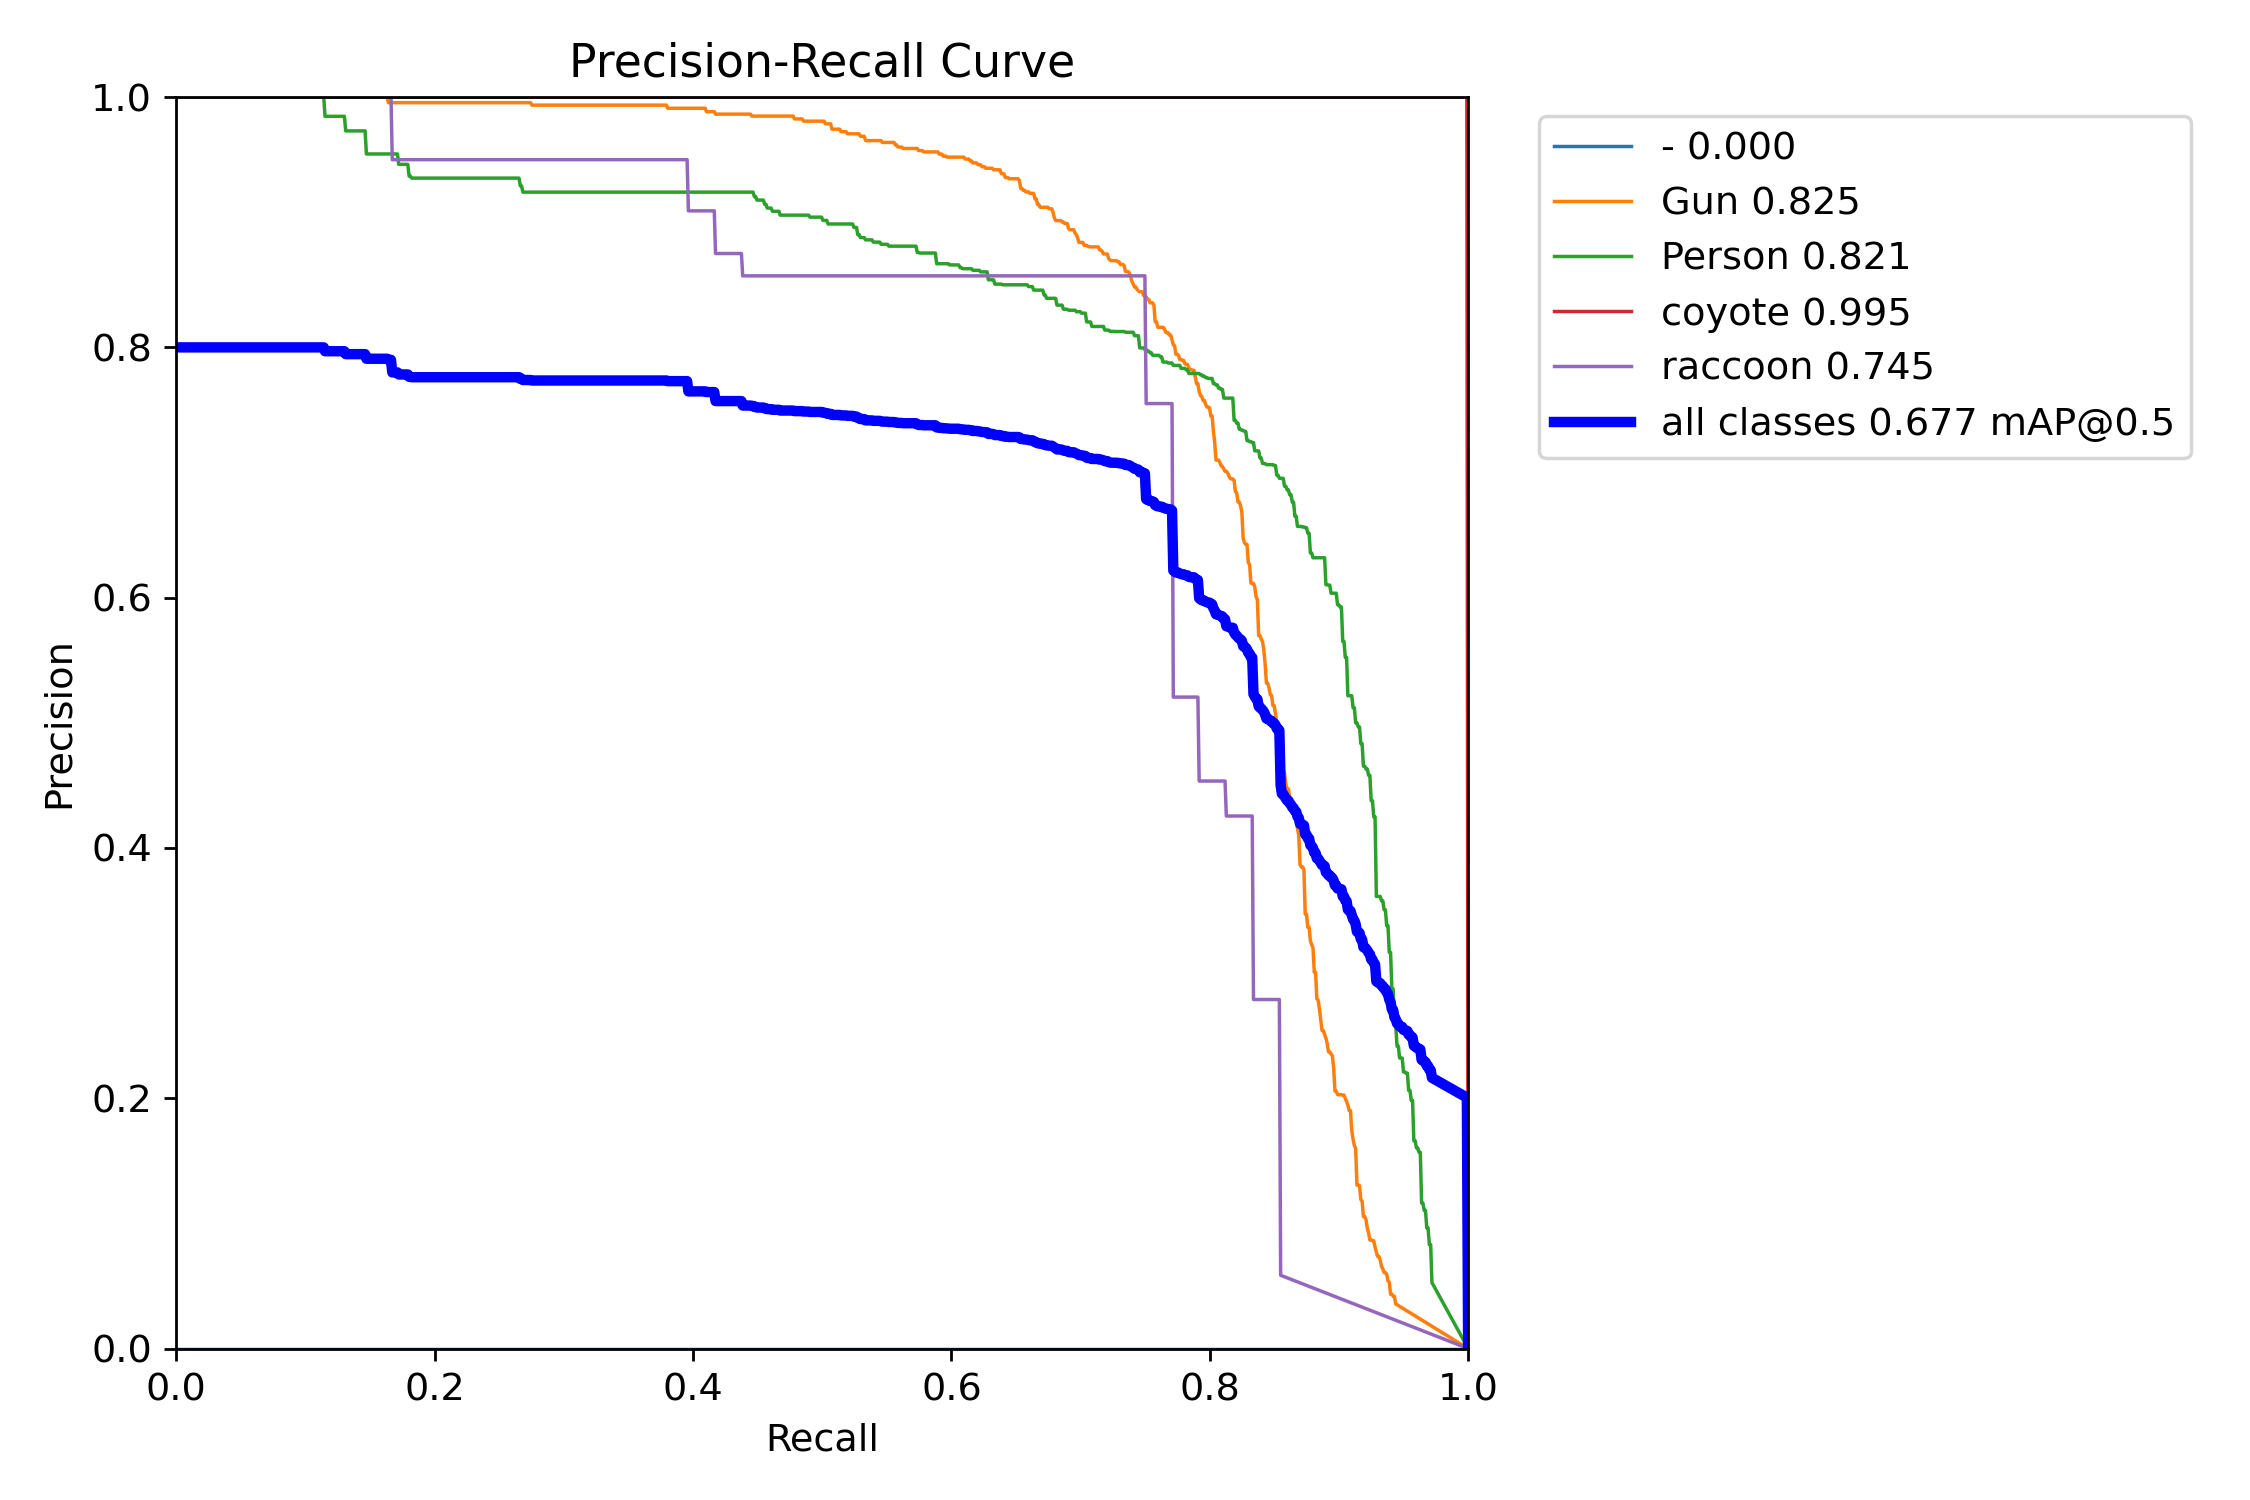 Precision-Recall Curve
1.0
0.8
0.6
0.4
0.2
0.0
Precision
0.0 0.2 0.4 0.6 0.8 1.0
Recall
- 0.000
Gun 0.825
Person 0.821
coyote 0.995
raccoon 0.745
all classes 0.677 mAP@0.5